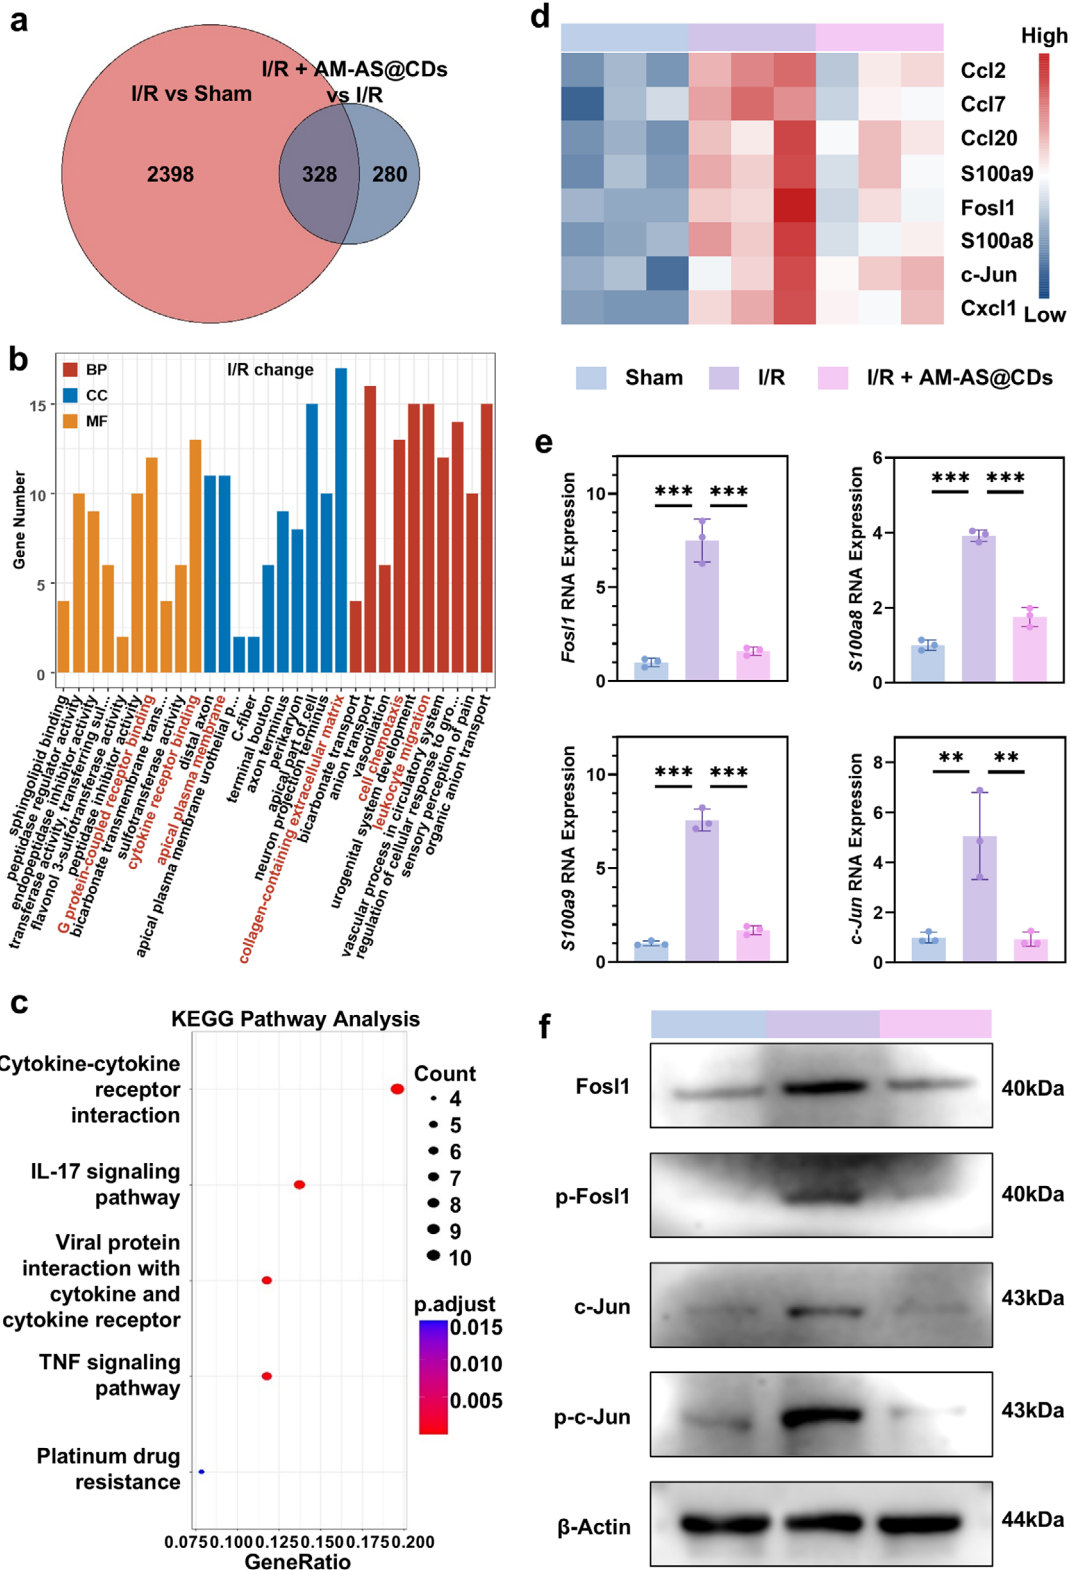 a
I/R vs Sham
I/R + AM-AS@CDs
vs I/R
2398
328
280
b
BP
CC
MF
I/R change
Gene Number
15
10
5
0
sphingolipid binding
peptidase regulator activity
endopeptidase inhibitor activity
transferase activity, transferring sul...
flavonol 3-sulfotransferase activity
peptidase inhibitor activity
G protein-coupled receptor binding
bicarbonate transmembrane trans...
sulfotransferase activity
cytokine receptor binding
distal axon
apical plasma membrane
apical plasma membrane urothelial p...
C-fiber
terminal bouton
axon terminus
perikaryon
apical part of cell
neuron projection terminus
collagen-containing extracellular matrix
bicarbonate transport
anion transport
vasodilation
cell chemotaxis
urogenital system development
leukocyte migration
vascular process in circulatory system
regulation of cellular response to gro...
sensory perception of pain
organic anion transport
c
KEGG Pathway Analysis
Cytokine-cytokine
receptor
interaction
IL-17 signaling
pathway
Viral protein
interaction with
cytokine and
cytokine receptor
TNF signaling
pathway
Platinum drug
resistance
0.075 0.100 0.125 0.150 0.175 0.200
GeneRatio
Count
4
5
6
7
8
9
10
p.adjust
0.015
0.010
0.005
d
High
Ccl2
Ccl7
Ccl20
S100a9
Fosl1
S100a8
c-Jun
Cxcl1
Low
Sham
I/R
I/R + AM-AS@CDs
e
Fosl1 RNA Expression
10
5
0
*** ***
S100a8 RNA Expression
6
4
2
0
*** ***
S100a9 RNA Expression
10
5
0
*** ***
c-Jun RNA Expression
8
6
4
2
0
** **
f
Fosl1
40kDa
p-Fosl1
40kDa
c-Jun
43kDa
p-c-Jun
43kDa
β-Actin
44kDa